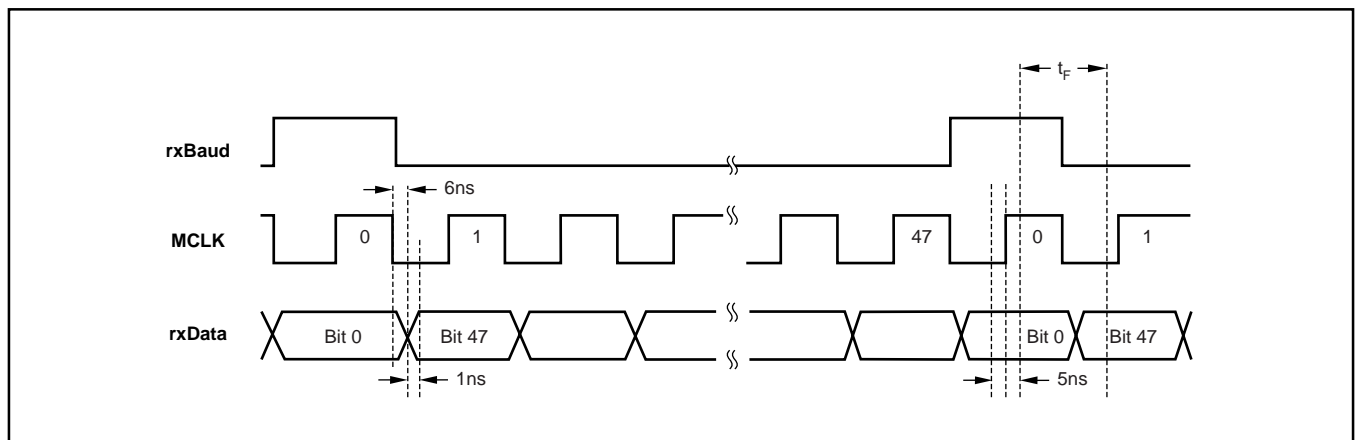 t_F
rxBaud
6ns
MCLK 0 1 47 0 1
rxData Bit 0 Bit 47 Bit 0 Bit 47
1ns 5ns